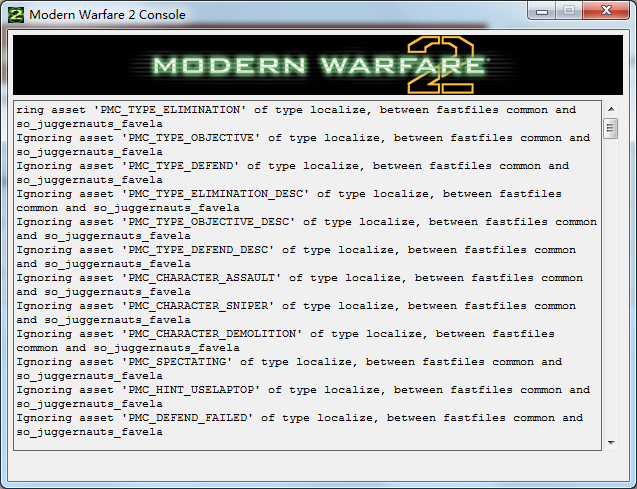 Modern Warfare 2 Console
MODERN WARFARE 2
ring asset 'PMC_TYPE_ELIMINATION' of type localize, between fastfiles common and
so_juggernauts_favela
Ignoring asset 'PMC_TYPE_OBJECTIVE' of type localize, between fastfiles common and
so_juggernauts_favela
Ignoring asset 'PMC_TYPE_DEFEND' of type localize, between fastfiles common and
so_juggernauts_favela
Ignoring asset 'PMC_TYPE_ELIMINATION_DESC' of type localize, between fastfiles
common and so_juggernauts_favela
Ignoring asset 'PMC_TYPE_OBJECTIVE_DESC' of type localize, between fastfiles common
and so_juggernauts_favela
Ignoring asset 'PMC_TYPE_DEFEND_DESC' of type localize, between fastfiles common
and so_juggernauts_favela
Ignoring asset 'PMC_CHARACTER_ASSAULT' of type localize, between fastfiles common
and so_juggernauts_favela
Ignoring asset 'PMC_CHARACTER_SNIPER' of type localize, between fastfiles common
and so_juggernauts_favela
Ignoring asset 'PMC_CHARACTER_DEMOLITION' of type localize, between fastfiles
common and so_juggernauts_favela
Ignoring asset 'PMC_SPECTATING' of type localize, between fastfiles common and
so_juggernauts_favela
Ignoring asset 'PMC_HINT_USELAPTOP' of type localize, between fastfiles common and
so_juggernauts_favela
Ignoring asset 'PMC_DEFEND_FAILED' of type localize, between fastfiles common and
so_juggernauts_favela